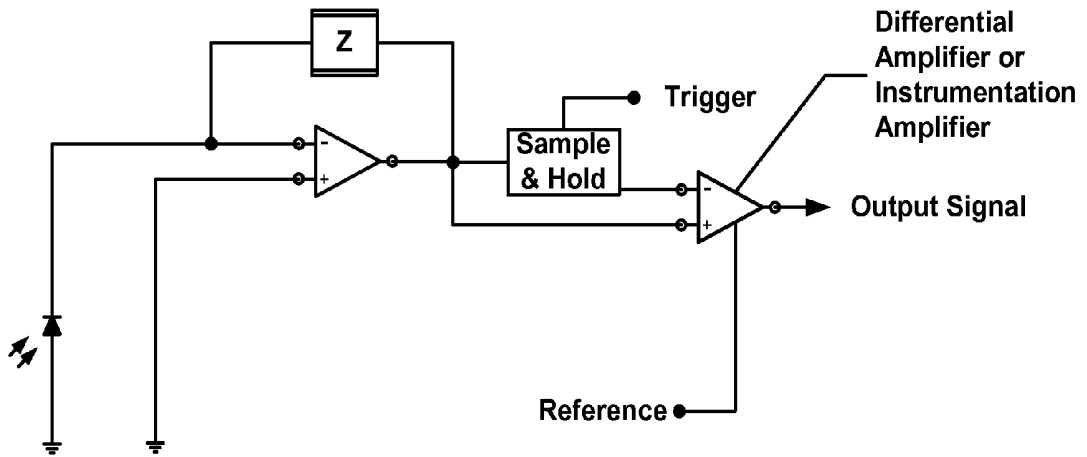 Differential
Amplifier or
Instrumentation
Amplifier
Z
Trigger
Sample
& Hold
-
+
-
+
Output Signal
Reference